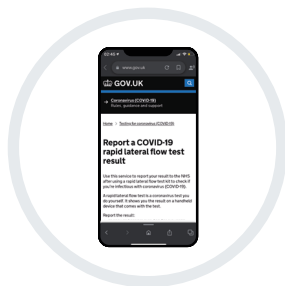 www.gov.uk
GOV.UK
→ Coronavirus (COVID-19)
Rules, guidance and support
Home > Testing for coronavirus (COVID-19)
Report a COVID-19
rapid lateral flow test
result
Use this service to report your result to the NHS
after using a rapid lateral flow test kit to check if
you're infectious with coronavirus (COVID-19).
A rapid lateral flow test is a coronavirus test you
do yourself. It shows you the result on a handheld
device that comes with the test.
Report the result: